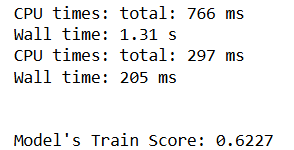 CPU times: total: 766 ms
Wall time: 1.31 s
CPU times: total: 297 ms
Wall time: 205 ms
Model's Train Score: 0.6227